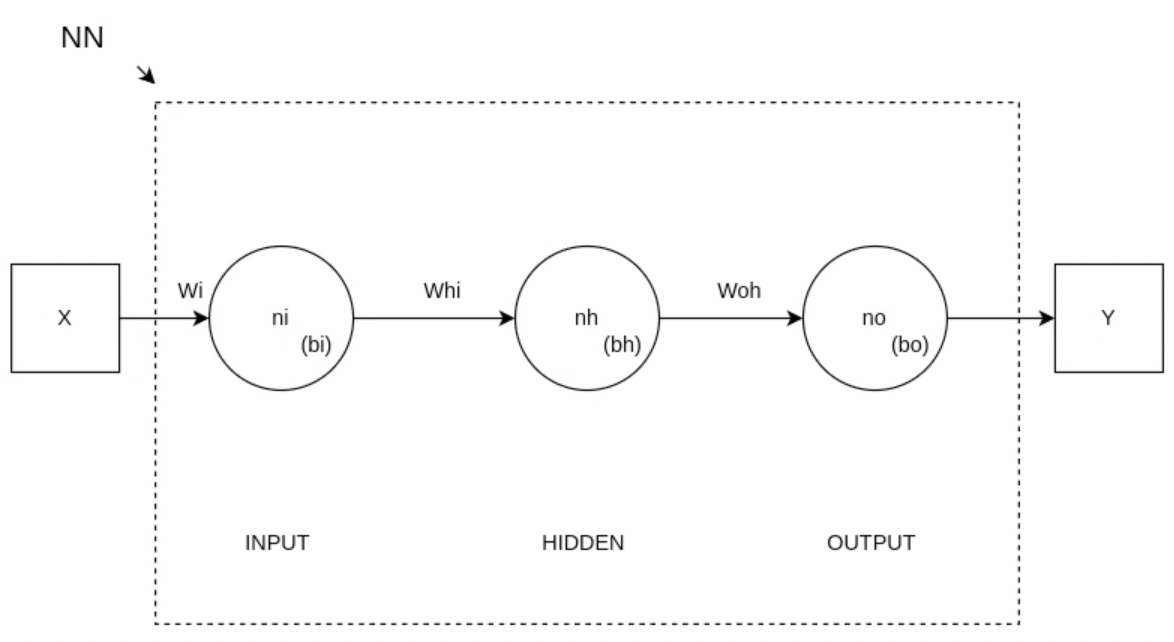 NN
X
Wi
ni
(bi)
Whi
nh
(bh)
Woh
no
(bo)
Y
INPUT
HIDDEN
OUTPUT